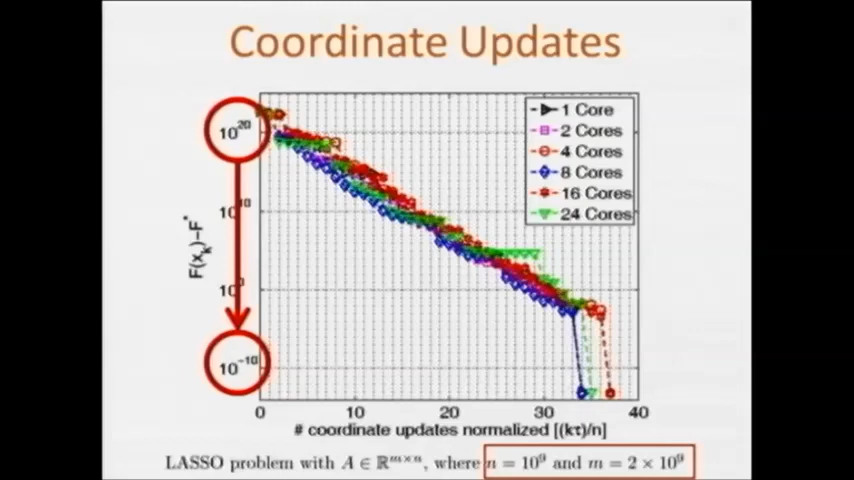 Coordinate Updates
10^20
10^10
10^0
10^-10
F(x_k)-F*
1 Core
2 Cores
4 Cores
8 Cores
16 Cores
24 Cores
0 10 20 30 40
# coordinate updates normalized [(kτ)/n]
LASSO problem with A ∈ ℝ^{m×n}, where n = 10^9 and m = 2 × 10^9